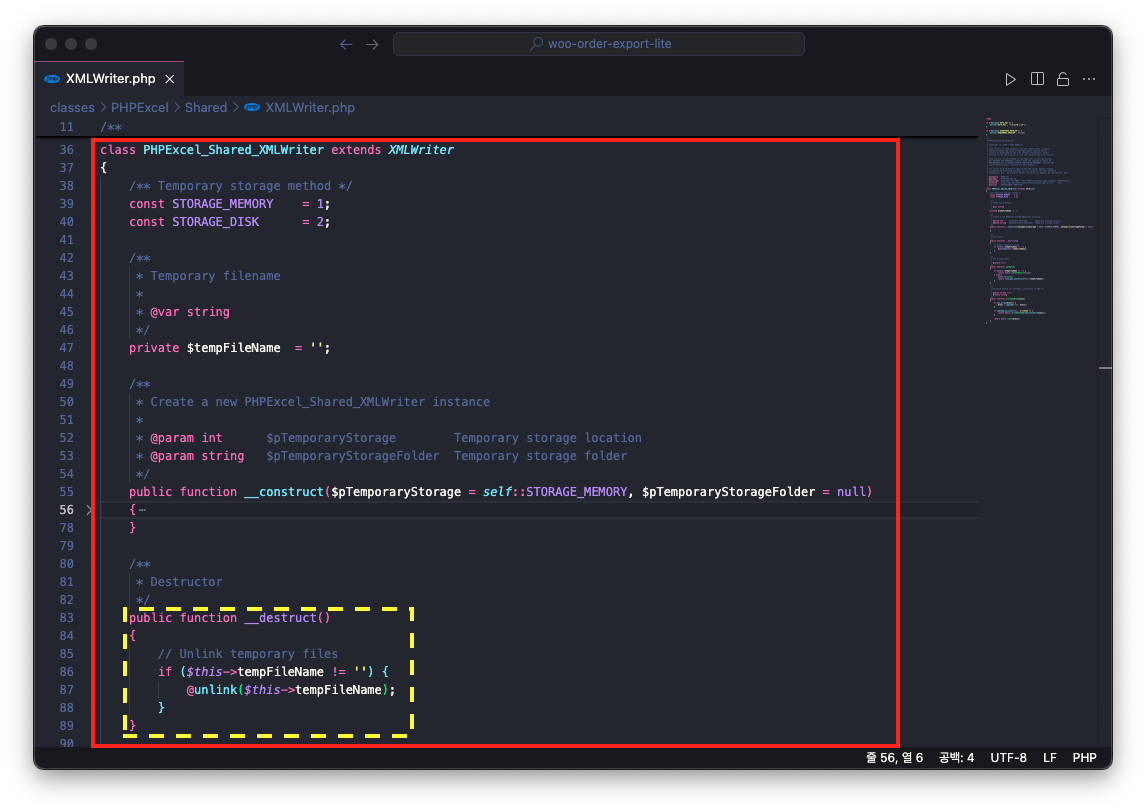 woo-order-export-lite
XMLWriter.php
classes > PHPExcel > Shared > XMLWriter.php
11 /**
36 class PHPExcel_Shared_XMLWriter extends XMLWriter
37 {
38     /** Temporary storage method */
39     const STORAGE_MEMORY    = 1;
40     const STORAGE_DISK      = 2;
41
42     /**
43      * Temporary filename
44      *
45      * @var string
46      */
47     private $tempFileName  = '';
48
49     /**
50      * Create a new PHPExcel_Shared_XMLWriter instance
51      *
52      * @param int      $pTemporaryStorage        Temporary storage location
53      * @param string   $pTemporaryStorageFolder  Temporary storage folder
54      */
55     public function __construct($pTemporaryStorage = self::STORAGE_MEMORY, $pTemporaryStorageFolder = null)
56     {⋯
78     }
79
80     /**
81      * Destructor
82      */
83     public function __destruct()
84     {
85         // Unlink temporary files
86         if ($this->tempFileName != '') {
87             @unlink($this->tempFileName);
88         }
89     }
90
줄 56, 열 6 공백: 4 UTF-8 LF PHP